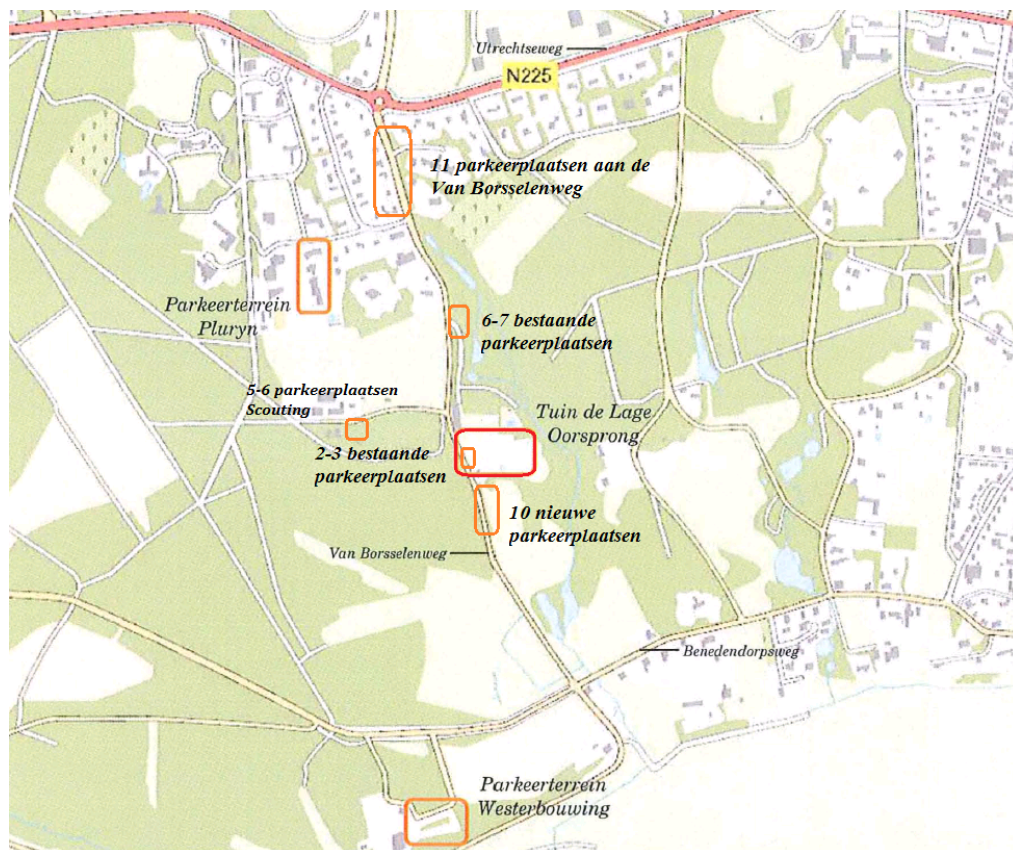 Utrechtseweg
N225
11 parkeerplaatsen aan de
Van Borsselenweg
Parkeerterrein
Pluryn
6-7 bestaande
parkeerplaatsen
5-6 parkeerplaatsen
Scouting
Tuin de Lage
Oorsprong
2-3 bestaande
parkeerplaatsen
10 nieuwe
parkeerplaatsen
Van Borsselenweg
Benedendorpsweg
Parkeerterrein
Westerbouwing